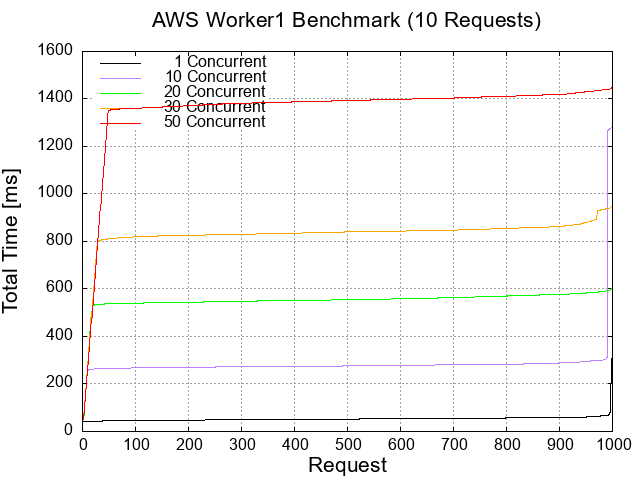 AWS Worker1 Benchmark (10 Requests)
1600
1400
1200
1000
800
600
400
200
0
Total Time [ms]
1 Concurrent
10 Concurrent
20 Concurrent
30 Concurrent
50 Concurrent
0 100 200 300 400 500 600 700 800 900 1000
Request